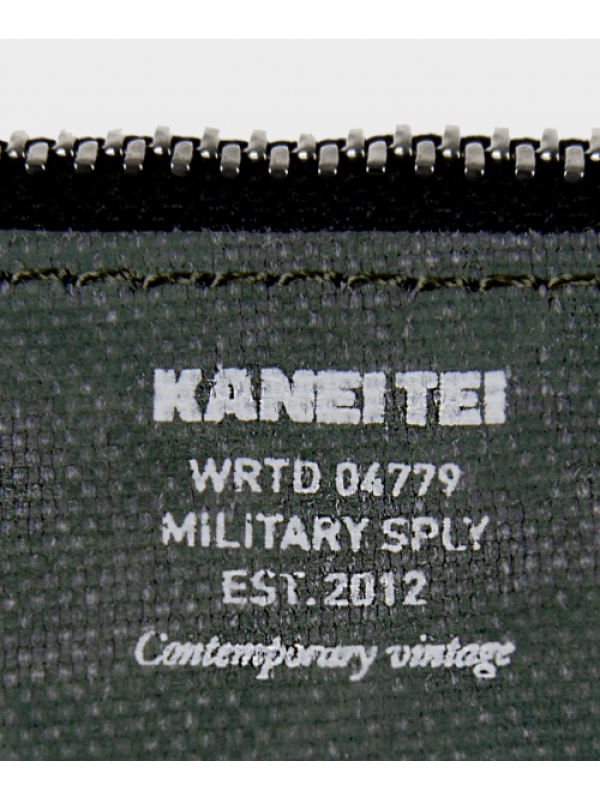 KANEITEI
WRTD 04779
MILITARY SPLY
EST.2012
Contemporary vintage